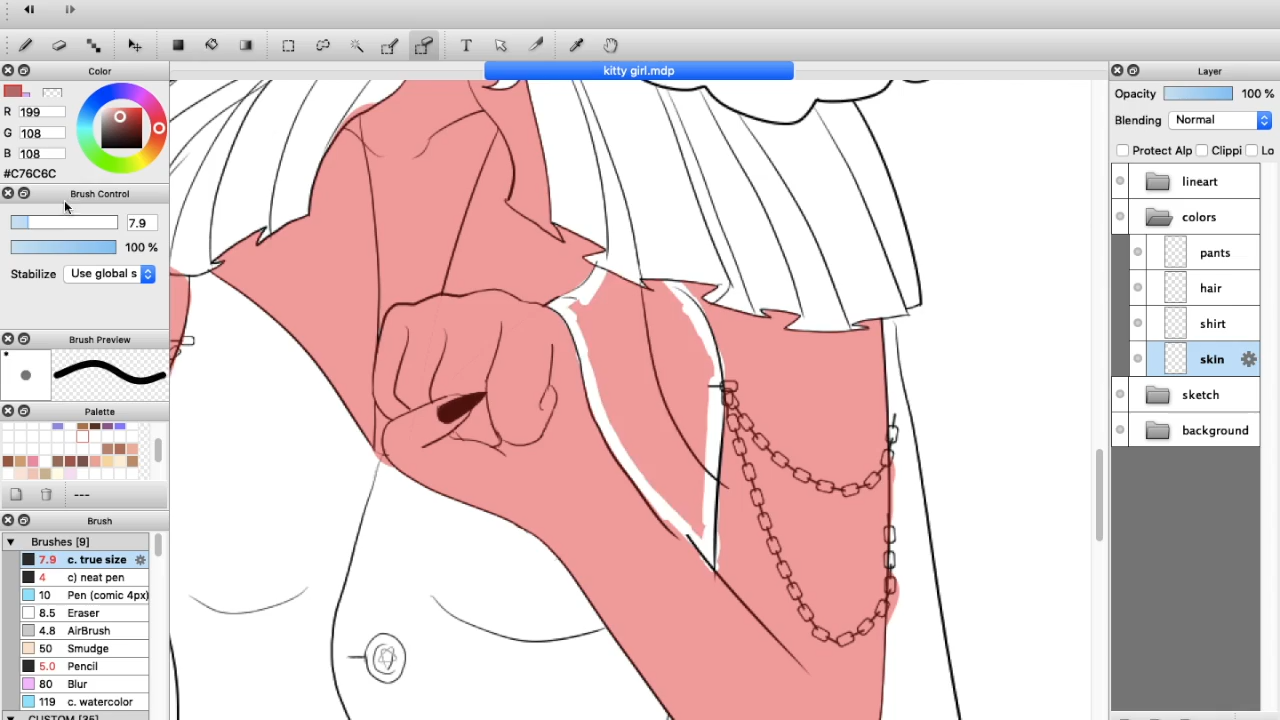 kitty girl.mdp
Color
R 199
G 108
B 108
#C76C6C
Brush Control
7.9
100 %
Stabilize Use global s
Brush Preview
Palette
---
Brush
Brushes [9]
7.9 c. true size
4 c) neat pen
10 Pen (comic 4px)
8.5 Eraser
4.8 AirBrush
50 Smudge
5.0 Pencil
80 Blur
119 c. watercolor
CUSTOM [35]
Layer
Opacity 100 %
Blending Normal
Protect Alp Clippi Lo
lineart
colors
pants
hair
shirt
skin
sketch
background